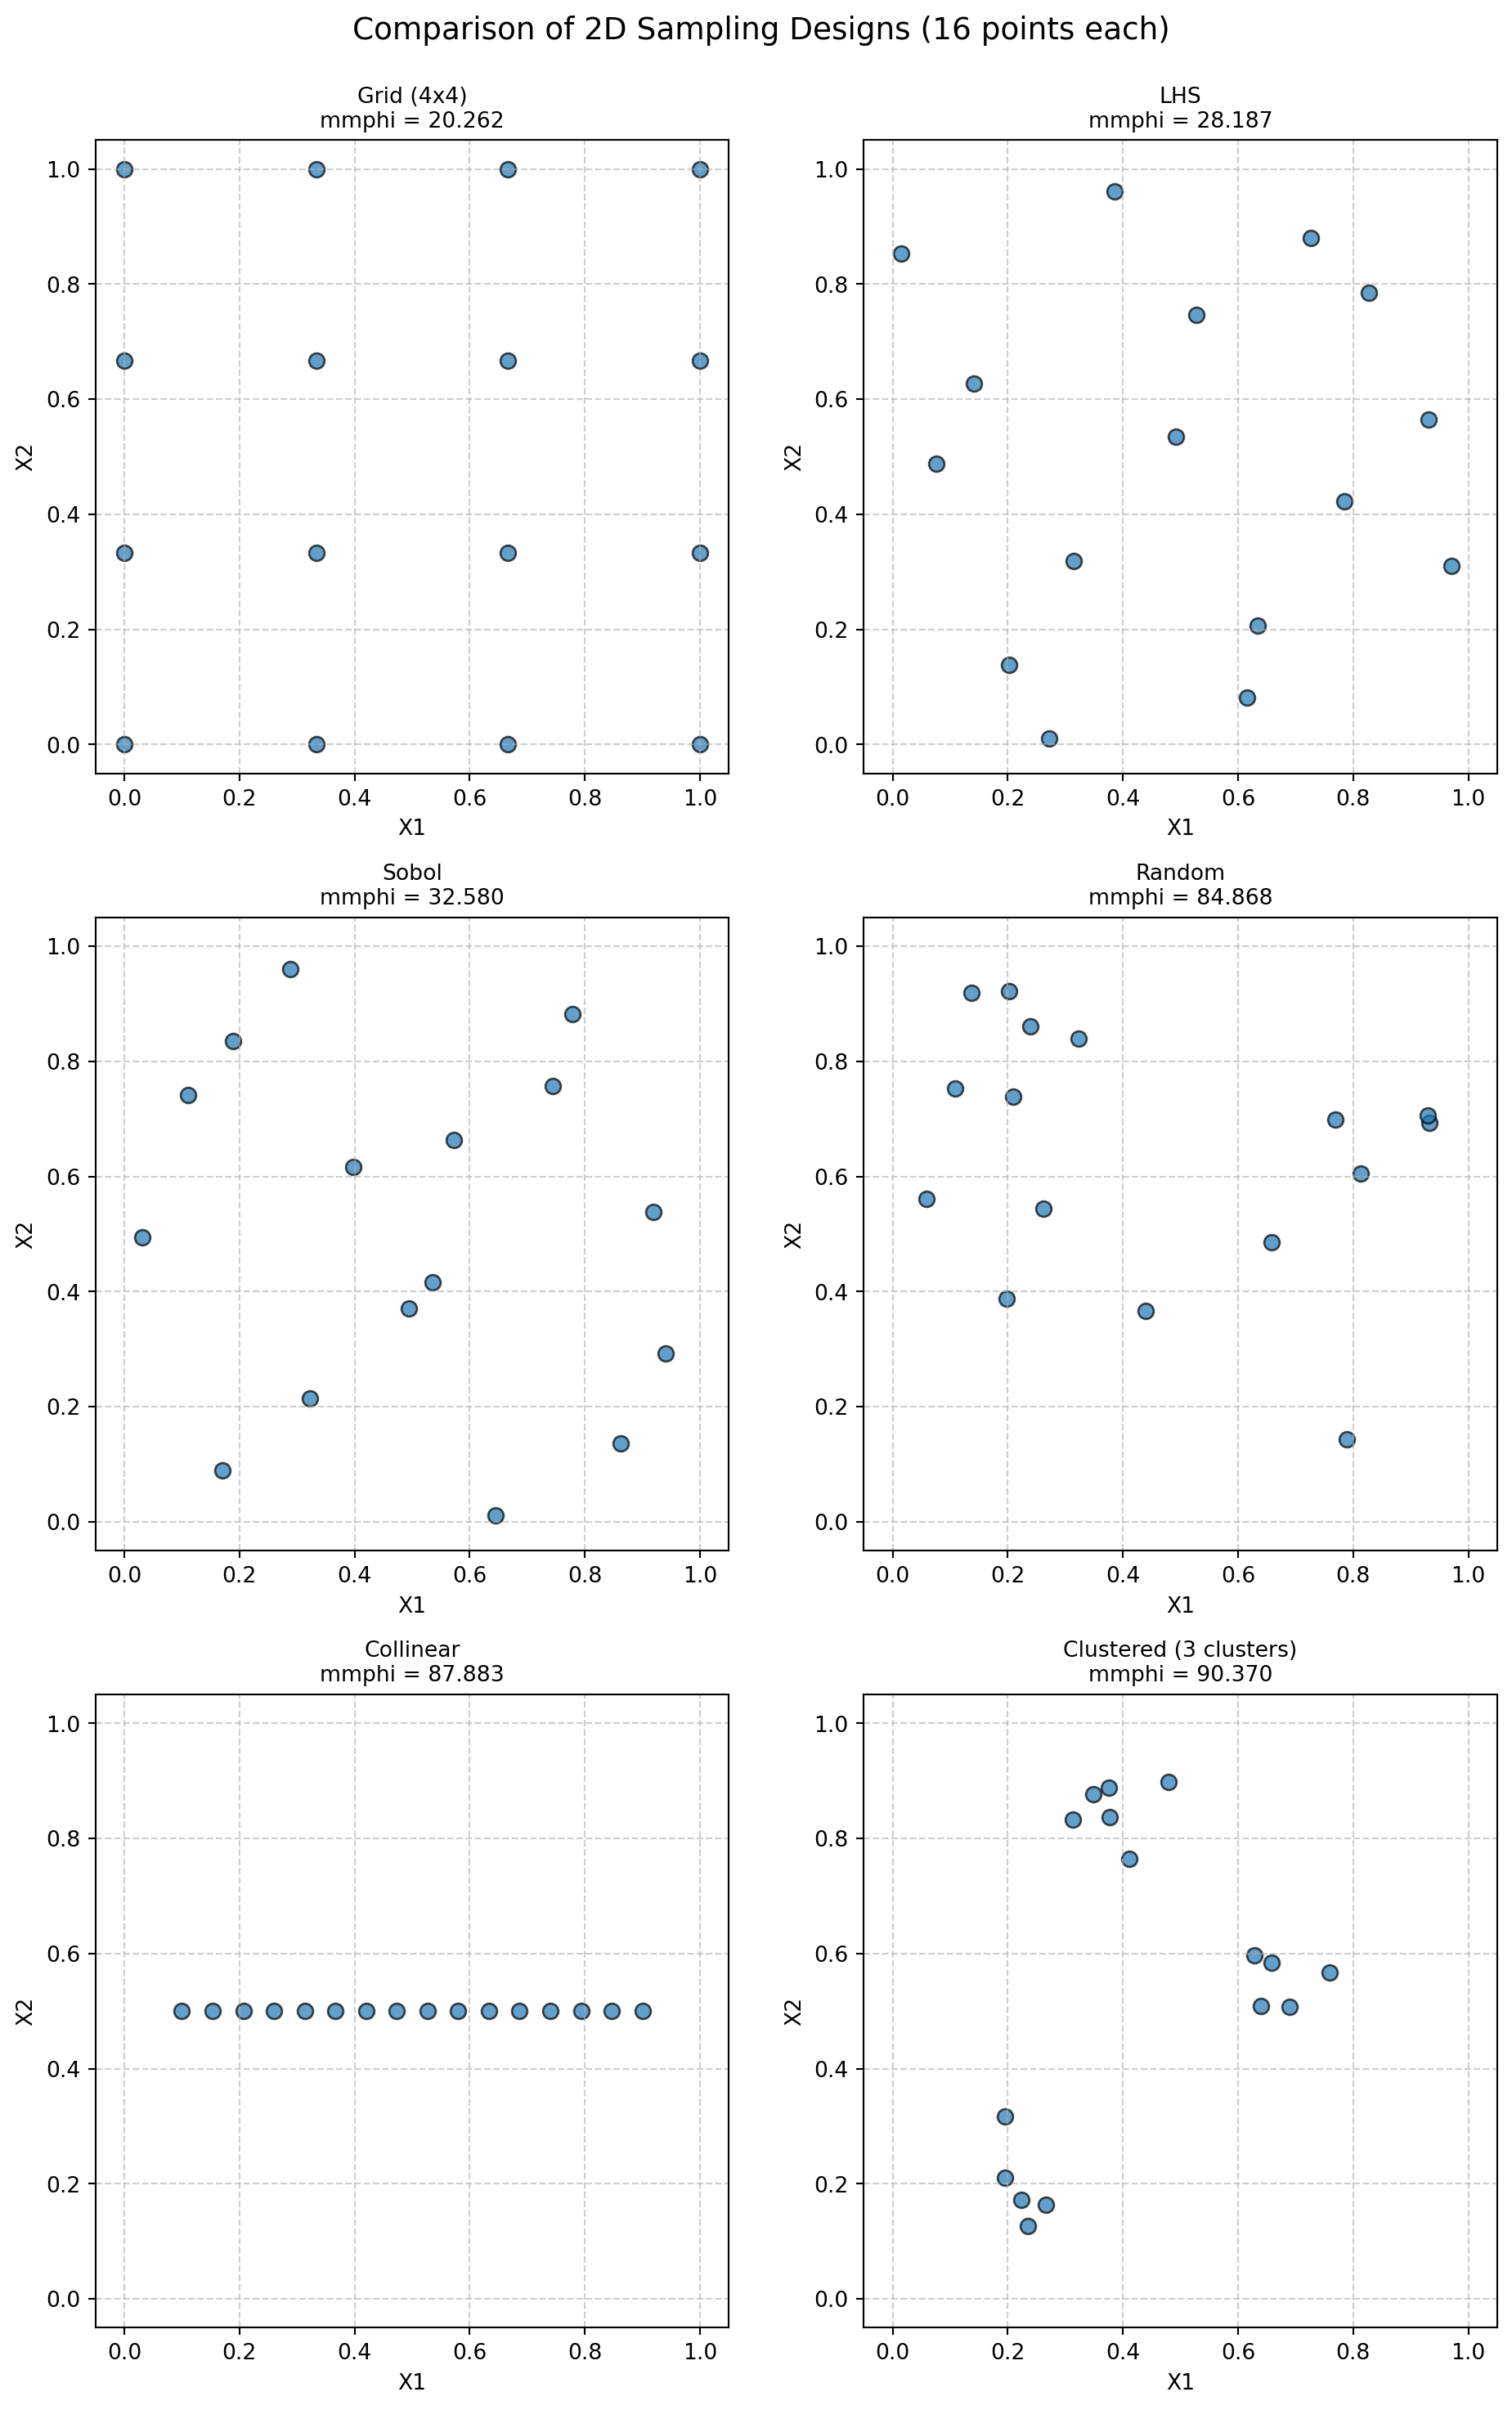 Comparison of 2D Sampling Designs (16 points each)
Grid (4x4)
mmphi = 20.262
1.0
0.8
0.6
0.4
0.2
0.0
X2
0.0 0.2 0.4 0.6 0.8 1.0
X1
LHS
mmphi = 28.187
1.0
0.8
0.6
0.4
0.2
0.0
X2
0.0 0.2 0.4 0.6 0.8 1.0
X1
Sobol
mmphi = 32.580
1.0
0.8
0.6
0.4
0.2
0.0
X2
0.0 0.2 0.4 0.6 0.8 1.0
X1
Random
mmphi = 84.868
1.0
0.8
0.6
0.4
0.2
0.0
X2
0.0 0.2 0.4 0.6 0.8 1.0
X1
Collinear
mmphi = 87.883
1.0
0.8
0.6
0.4
0.2
0.0
X2
0.0 0.2 0.4 0.6 0.8 1.0
X1
Clustered (3 clusters)
mmphi = 90.370
1.0
0.8
0.6
0.4
0.2
0.0
X2
0.0 0.2 0.4 0.6 0.8 1.0
X1